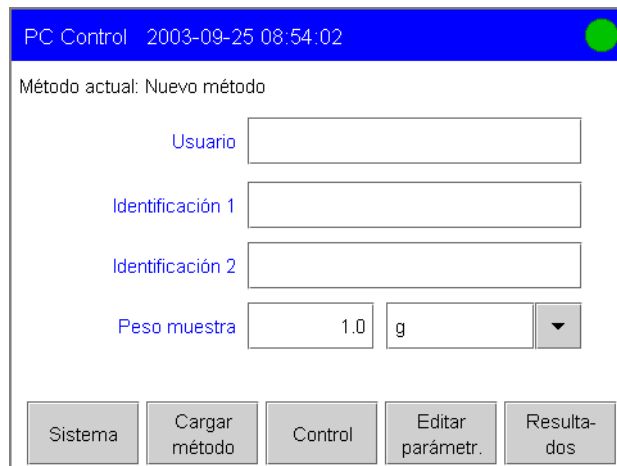 PC Control 2003-09-25 08:54:02
Método actual: Nuevo método
Usuario
Identificación 1
Identificación 2
Peso muestra 1.0 g
Sistema
Cargar
método
Control
Editar
parámetr.
Resulta-
dos